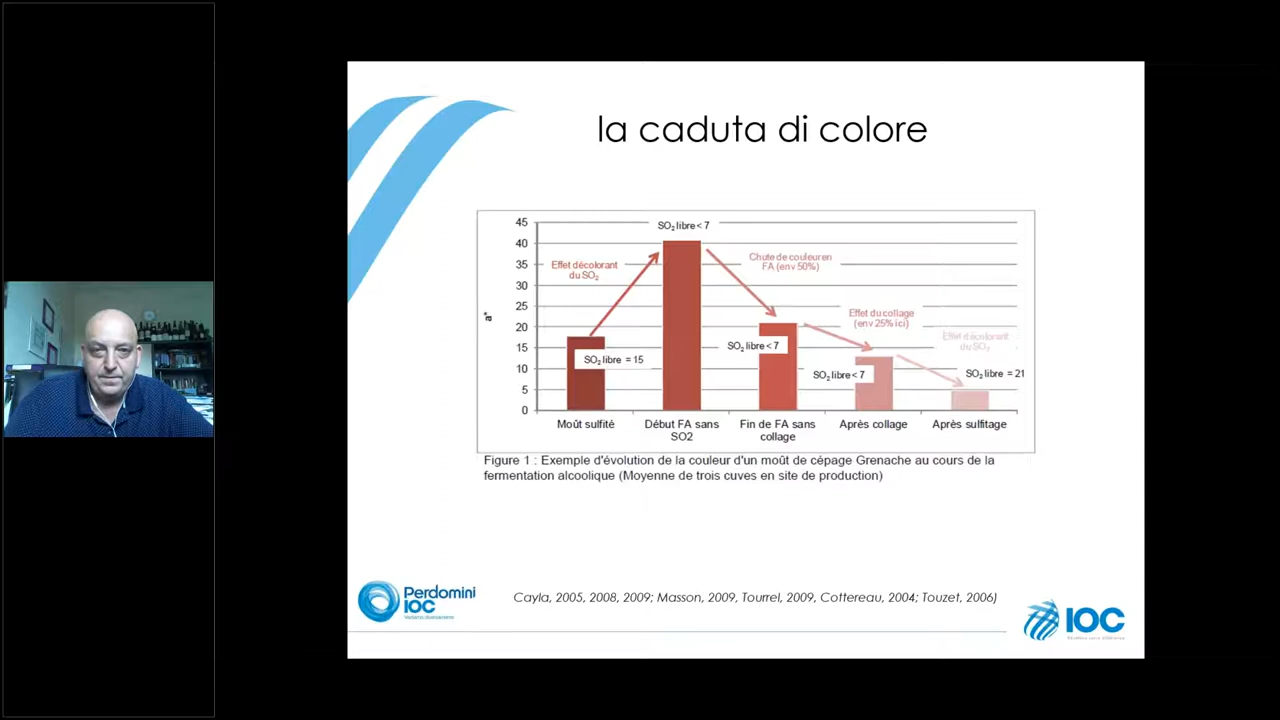 la caduta di colore
45
40
35
30
25
20
15
10
5
0
a*
SO₂ libre < 7
Effet décolorant
du SO₂
Chute de couleur en
FA (env 50%)
Effet du collage
(env 25% ici)
Effet décolorant
du SO₂
SO₂ libre = 15
SO₂ libre < 7
SO₂ libre < 7
SO₂ libre = 21
Moût sulfité
Début FA sans
SO2
Fin de FA sans
collage
Après collage
Après sulfitage
Figure 1 : Exemple d'évolution de la couleur d'un moût de cépage Grenache au cours de la
fermentation alcoolique (Moyenne de trois cuves en site de production)
Perdomini
IOC
Cayla, 2005, 2008, 2009; Masson, 2009, Tourrel, 2009, Cottereau, 2004; Touzet, 2006)
IOC